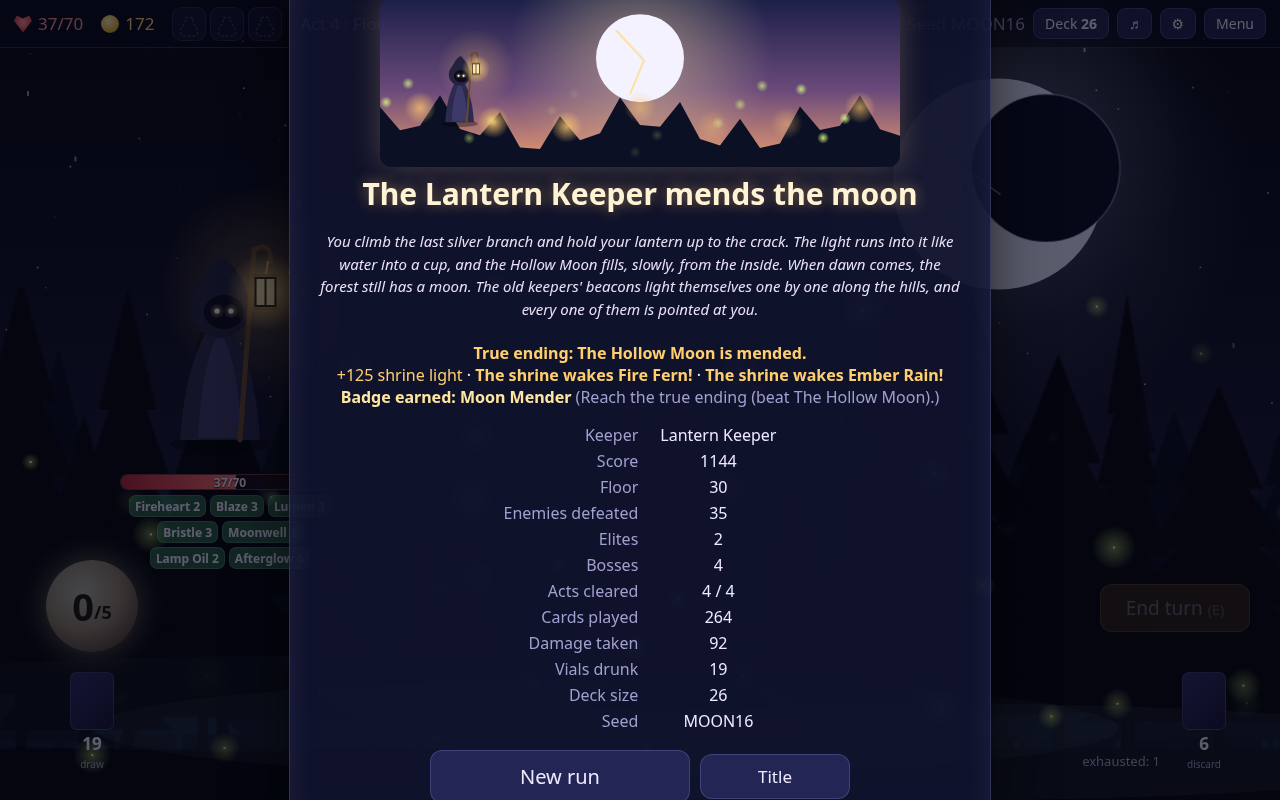 37/70
172
MOON16
Deck 26
Menu
The Lantern Keeper mends the moon
You climb the last silver branch and hold your lantern up to the crack. The light runs into it like
water into a cup, and the Hollow Moon fills, slowly, from the inside. When dawn comes, the
forest still has a moon. The old keepers' beacons light themselves one by one along the hills, and
every one of them is pointed at you.
True ending: The Hollow Moon is mended.
+125 shrine light · The shrine wakes Fire Fern! · The shrine wakes Ember Rain!
Badge earned: Moon Mender (Reach the true ending (beat The Hollow Moon).)
Keeper Lantern Keeper
Score 1144
Floor 30
Enemies defeated 35
Elites 2
Bosses 4
Acts cleared 4 / 4
Cards played 264
Damage taken 92
Vials drunk 19
Deck size 26
Seed MOON16
New run
Title
37/70
Fireheart 2 Blaze 3
Bristle 3 Moonwell
Lamp Oil 2 Afterglow
0/5
19
draw
End turn (E)
exhausted: 1
6
discard